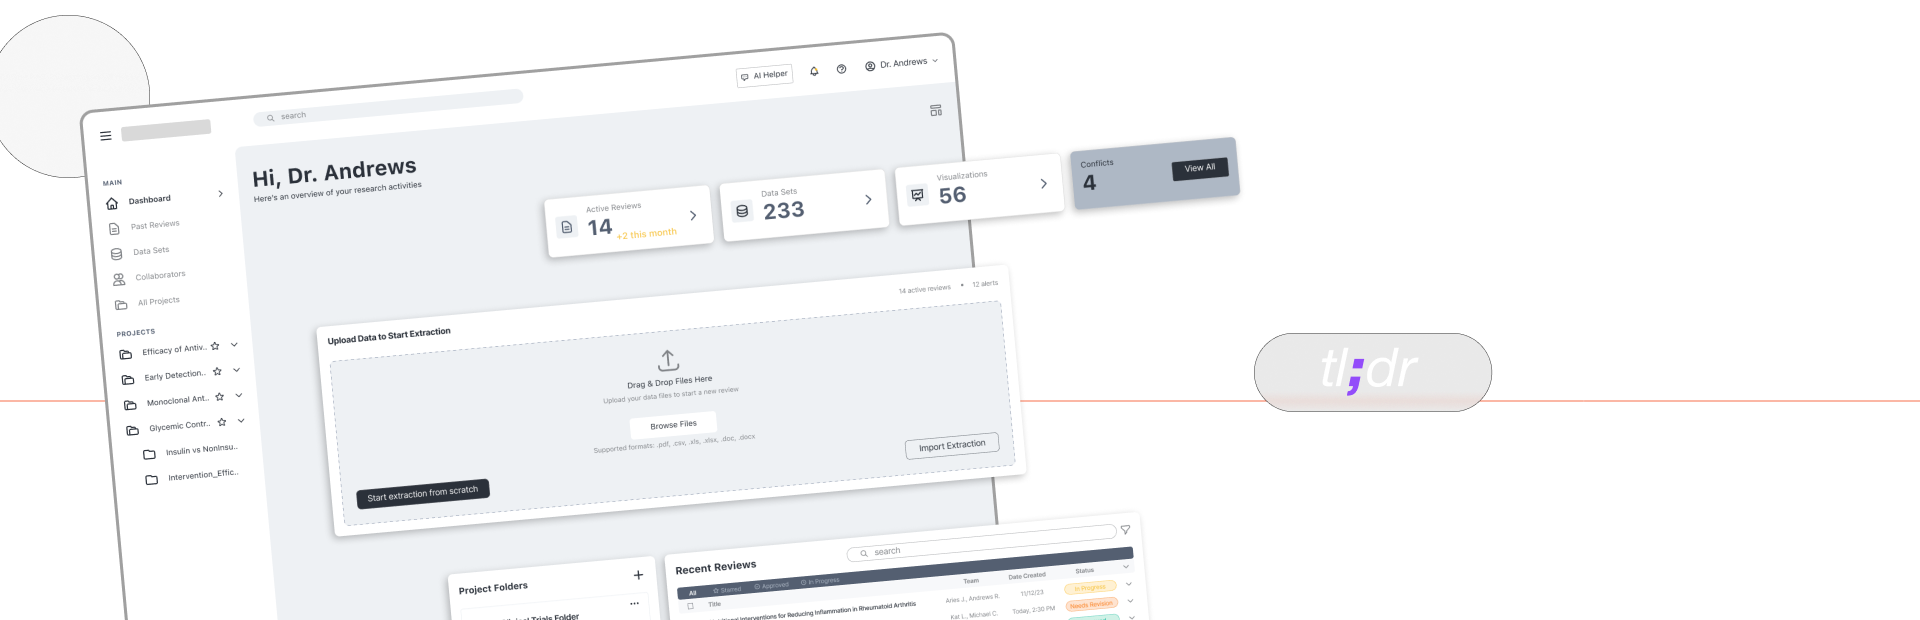 AI Helper
Dr. Andrews
search
MAIN
Dashboard
Past Reviews
Data Sets
Collaborators
All Projects
PROJECTS
Efficacy of Antiv..
Early Detection..
Monoclonal Ant..
Glycemic Contr..
Insulin vs NonInsu..
Intervention_Effic..
Hi, Dr. Andrews
Here's an overview of your research activities
Active Reviews
14 +2 this month
Data Sets
233
Visualizations
56
Conflicts
4
View All
Upload Data to Start Extraction
14 active reviews • 12 alerts
Drag & Drop Files Here
Upload your data files to start a new review
Browse Files
Supported formats: .pdf, .csv, .xls, .xlsx, .doc, .docx
Import Extraction
Start extraction from scratch
tl;dr
Project Folders
Trials Folder
Recent Reviews
search
All Starred Approved In Progress
Title Team Date Created Status
Interventions for Reducing Inflammation in Rheumatoid Arthritis Aries J., Andrews R. 11/12/23 In Progress
Kat L., Michael C. Today, 2:30 PM Needs Revision